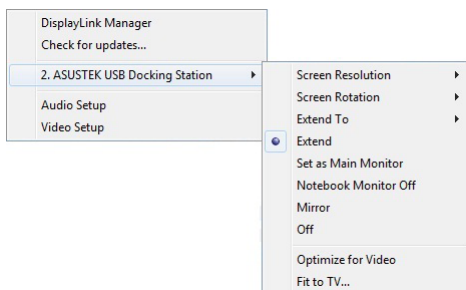 DisplayLink Manager
Check for updates...
2. ASUSTEK USB Docking Station
Audio Setup
Video Setup
Screen Resolution
Screen Rotation
Extend To
Extend
Set as Main Monitor
Notebook Monitor Off
Mirror
Off
Optimize for Video
Fit to TV...